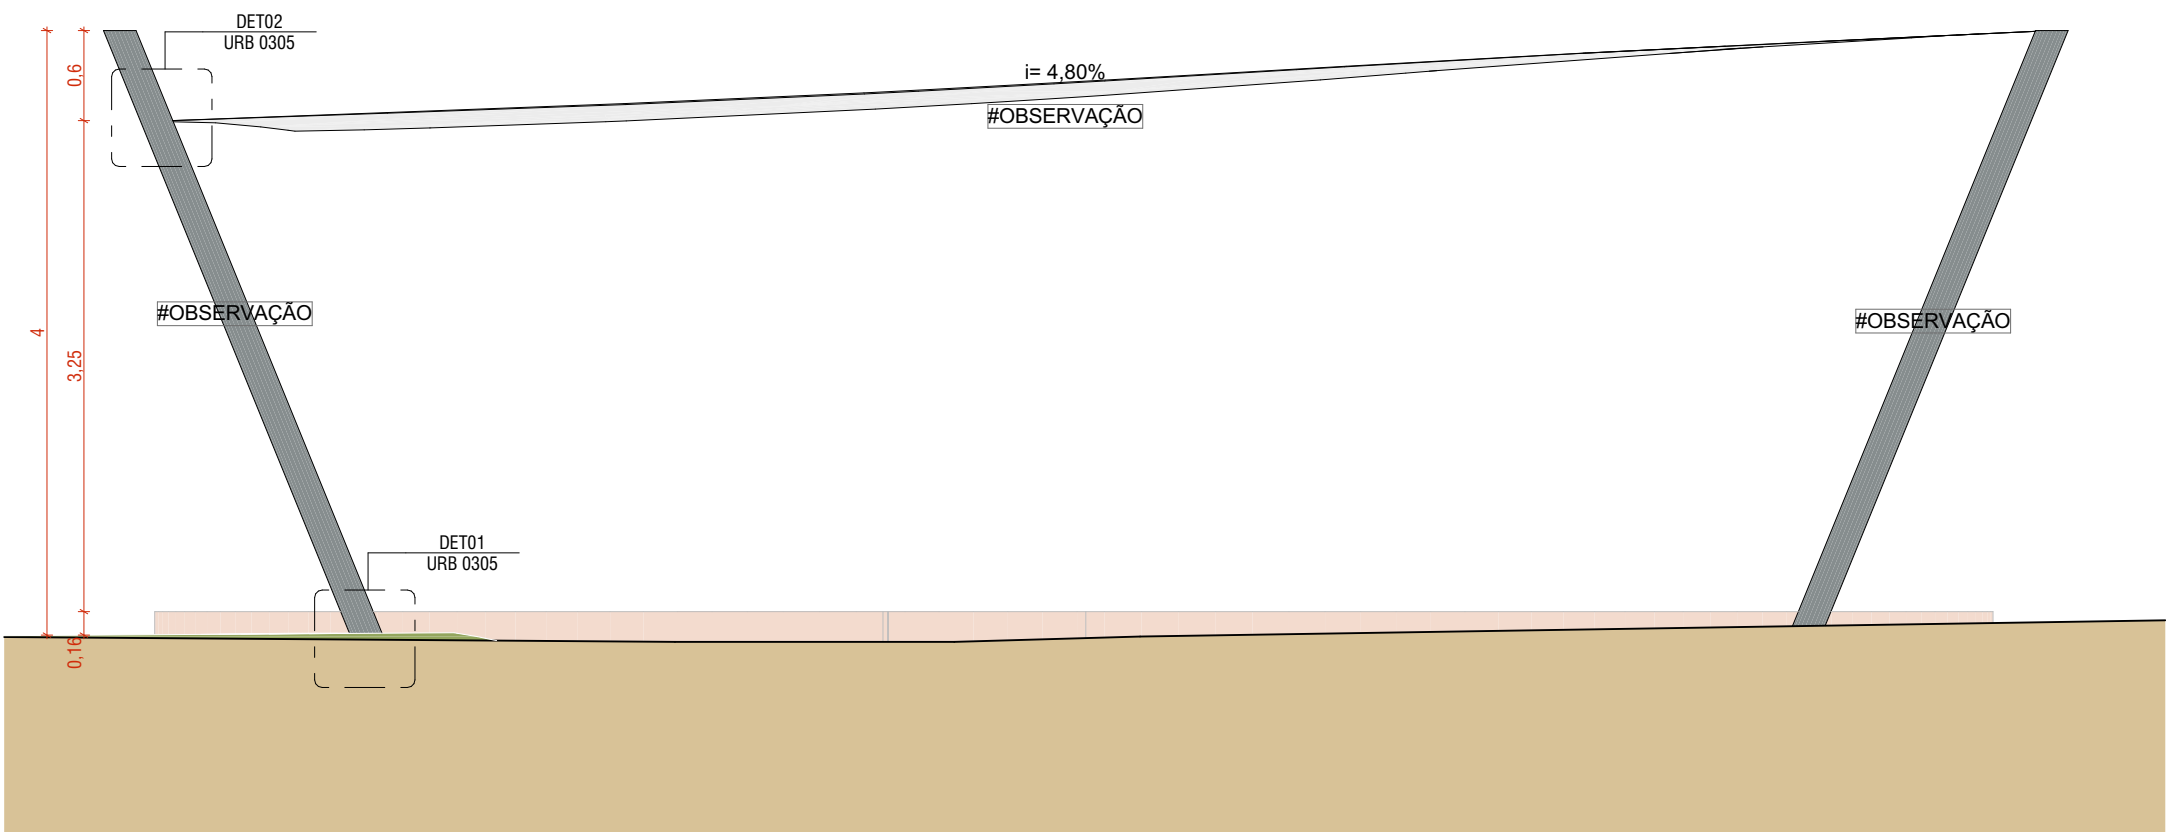 DET02
URB 0305
0,6
i= 4,80%
#OBSERVAÇÃO
#OBSERVAÇÃO
#OBSERVAÇÃO
4
3,25
DET01
URB 0305
0,16